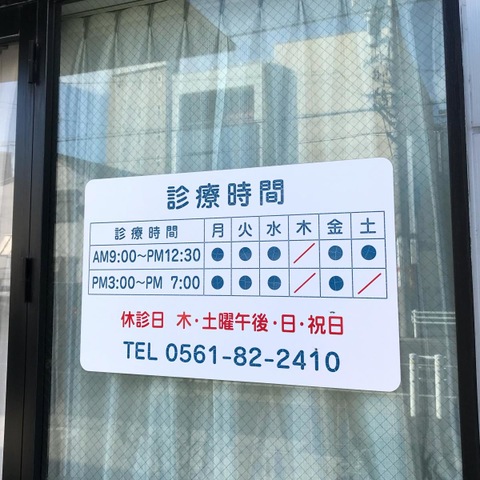 診療時間
診療時間 月 火 水 木 金 土
AM9:00～PM12:30 ● ● ● ／ ● ●
PM3:00～PM 7:00 ● ● ● ／ ● ／
休診日 木・土曜午後・日・祝日
TEL 0561-82-2410